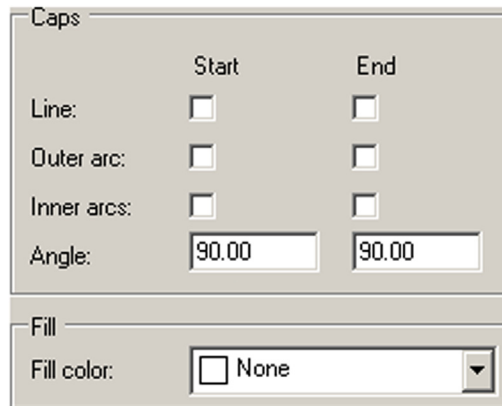 Caps
Start End
Line:
Outer arc:
Inner arcs:
Angle: 90.00 90.00
Fill
Fill color: None